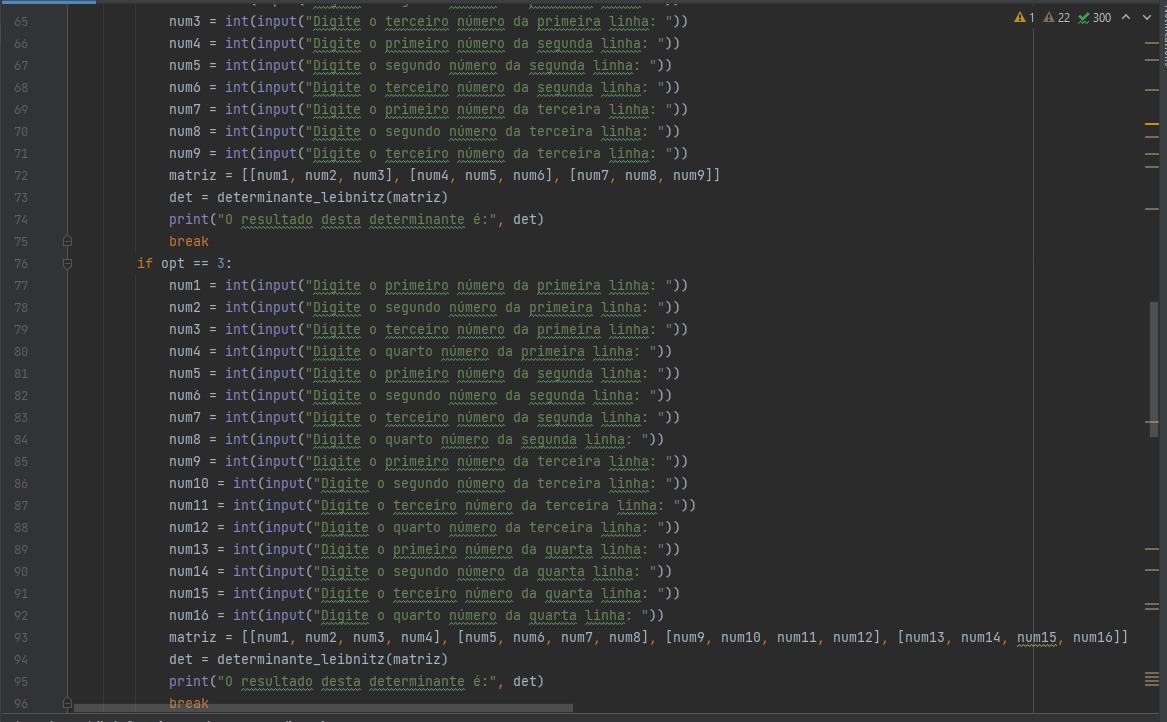 65 num3 = int(input("Digite o terceiro número da primeira linha: "))
66 num4 = int(input("Digite o primeiro número da segunda linha: "))
67 num5 = int(input("Digite o segundo número da segunda linha: "))
68 num6 = int(input("Digite o terceiro número da segunda linha: "))
69 num7 = int(input("Digite o primeiro número da terceira linha: "))
70 num8 = int(input("Digite o segundo número da terceira linha: "))
71 num9 = int(input("Digite o terceiro número da terceira linha: "))
72 matriz = [[num1, num2, num3], [num4, num5, num6], [num7, num8, num9]]
73 det = determinante_leibnitz(matriz)
74 print("O resultado desta determinante é:", det)
75 break
76 if opt == 3:
77 num1 = int(input("Digite o primeiro número da primeira linha: "))
78 num2 = int(input("Digite o segundo número da primeira linha: "))
79 num3 = int(input("Digite o terceiro número da primeira linha: "))
80 num4 = int(input("Digite o quarto número da primeira linha: "))
81 num5 = int(input("Digite o primeiro número da segunda linha: "))
82 num6 = int(input("Digite o segundo número da segunda linha: "))
83 num7 = int(input("Digite o terceiro número da segunda linha: "))
84 num8 = int(input("Digite o quarto número da segunda linha: "))
85 num9 = int(input("Digite o primeiro número da terceira linha: "))
86 num10 = int(input("Digite o segundo número da terceira linha: "))
87 num11 = int(input("Digite o terceiro número da terceira linha: "))
88 num12 = int(input("Digite o quarto número da terceira linha: "))
89 num13 = int(input("Digite o primeiro número da quarta linha: "))
90 num14 = int(input("Digite o segundo número da quarta linha: "))
91 num15 = int(input("Digite o terceiro número da quarta linha: "))
92 num16 = int(input("Digite o quarto número da quarta linha: "))
93 matriz = [[num1, num2, num3, num4], [num5, num6, num7, num8], [num9, num10, num11, num12], [num13, num14, num15, num16]]
94 det = determinante_leibnitz(matriz)
95 print("O resultado desta determinante é:", det)
96 break
1 22 300